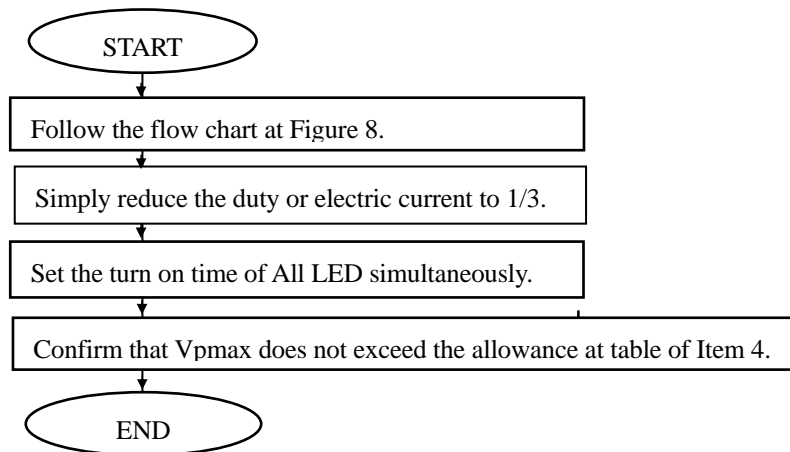 START
Follow the flow chart at Figure 8.
Simply reduce the duty or electric current to 1/3.
Set the turn on time of All LED simultaneously.
Confirm that Vpmax does not exceed the allowance at table of Item 4.
END